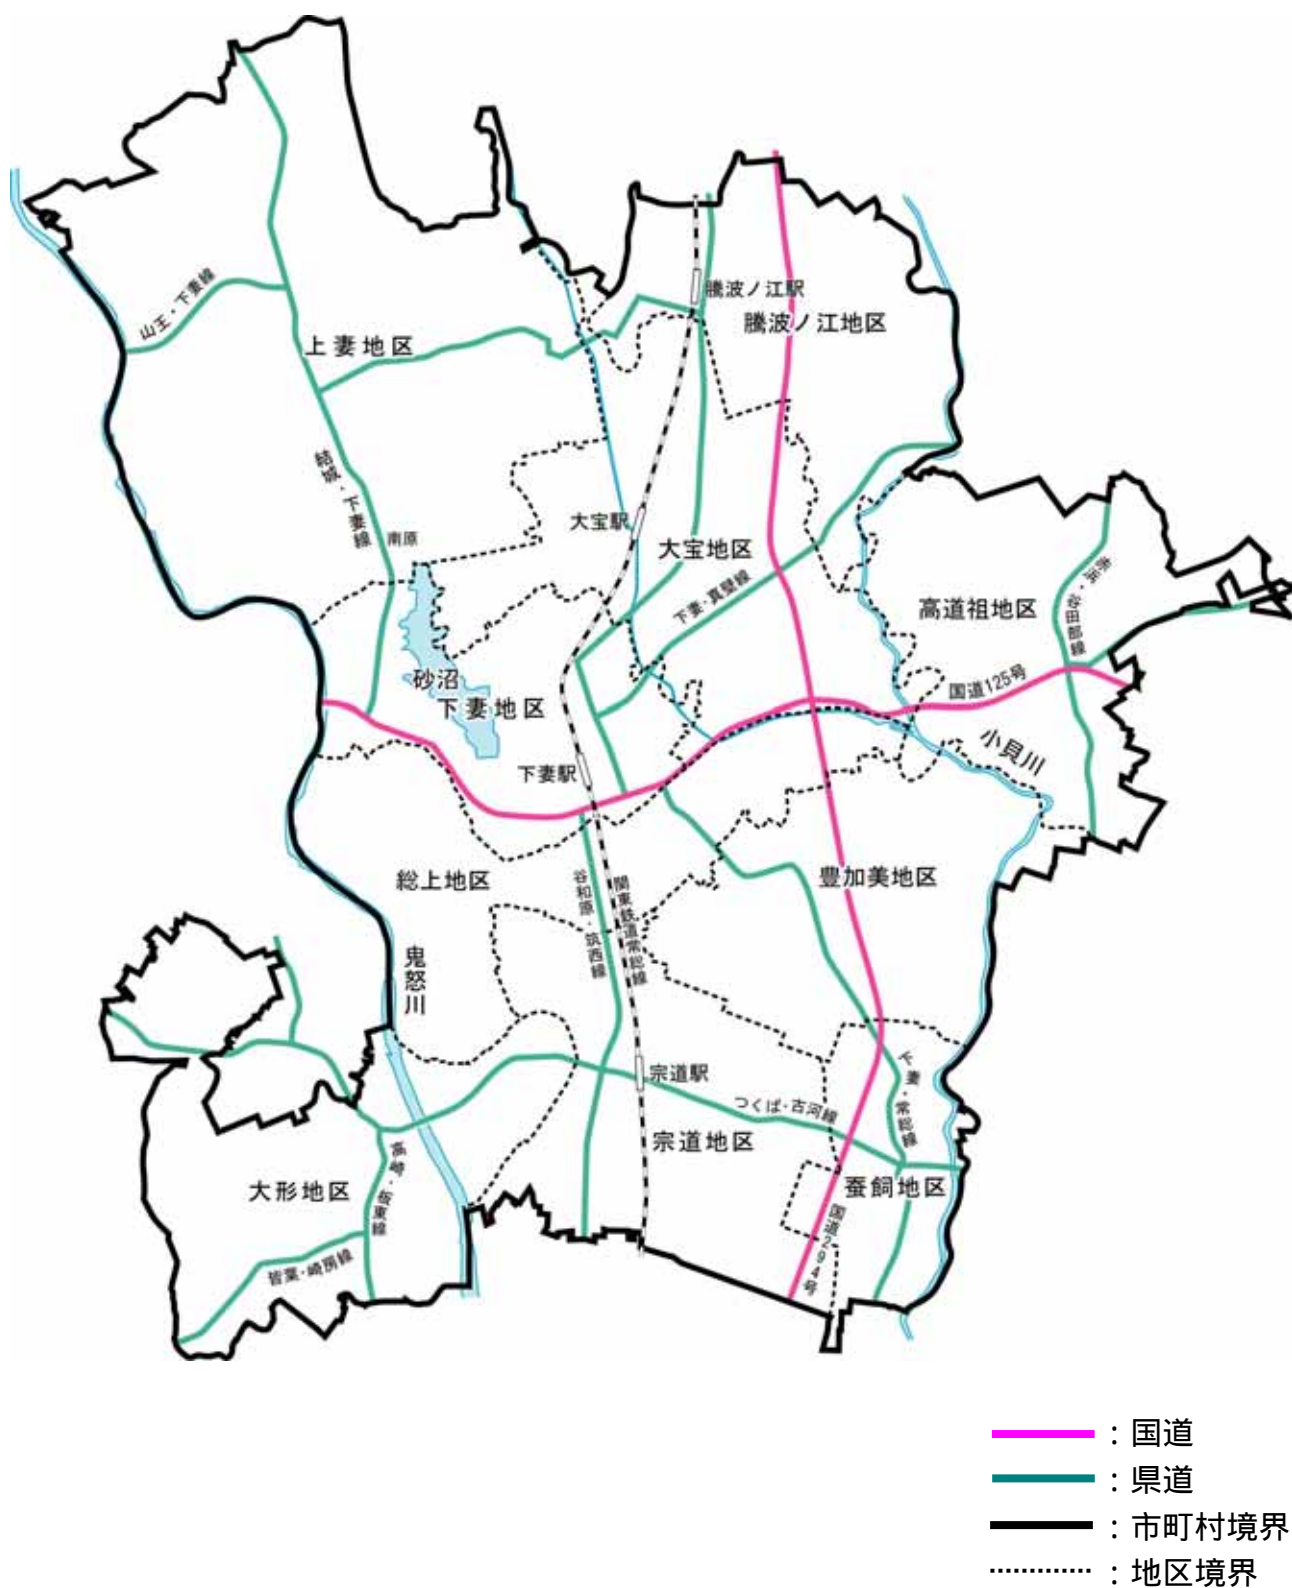 騰波ノ江駅
山王・下妻線
騰波ノ江地区
上妻地区
結城・下妻線
南原
大宝駅
大宝地区
下妻・真壁線
高道祖地区
赤浜・谷田部線
砂沼
下妻地区
国道125号
小貝川
下妻駅
総上地区
豊加美地区
谷和原・筑西線
関東鉄道常総線
鬼怒川
宗道駅
つくば・古河線
下妻・常総線
宗道地区
大形地区
高崎・坂東線
蚕飼地区
国道294号
皆葉・崎房線
：国道
：県道
：市町村境界
：地区境界